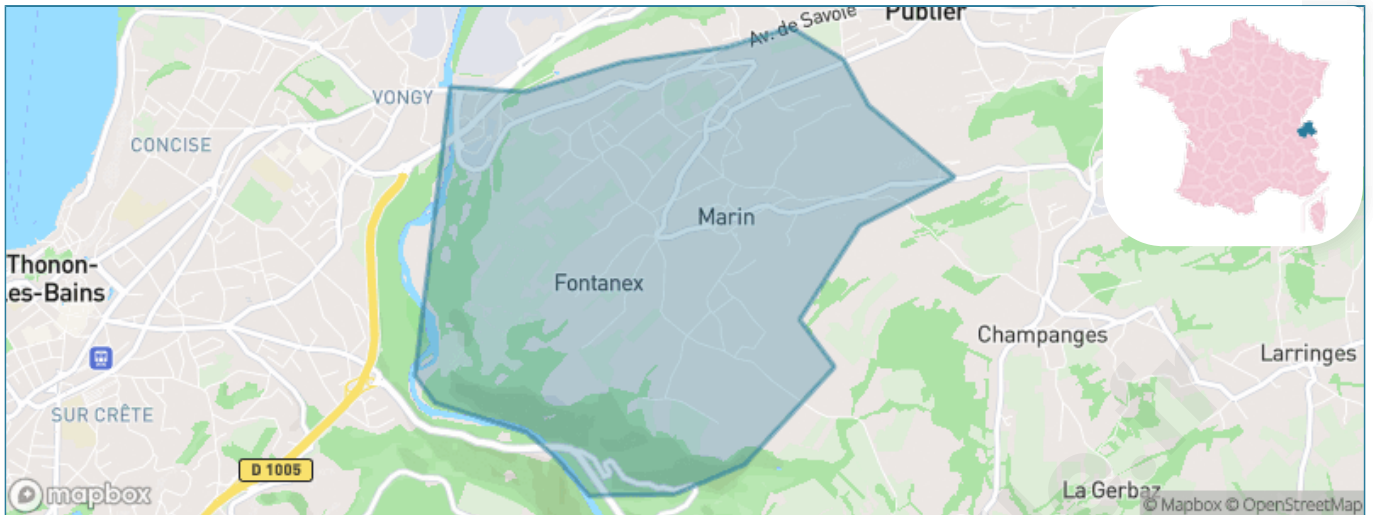 Publier
Av. de Savoie
VONGY
CONCISE
Marin
Thonon-
es-Bains
Fontanex
Champanges
Larringes
SUR CRÊTE
D 1005
La Gerbaz
mapbox
© Mapbox © OpenStreetMap